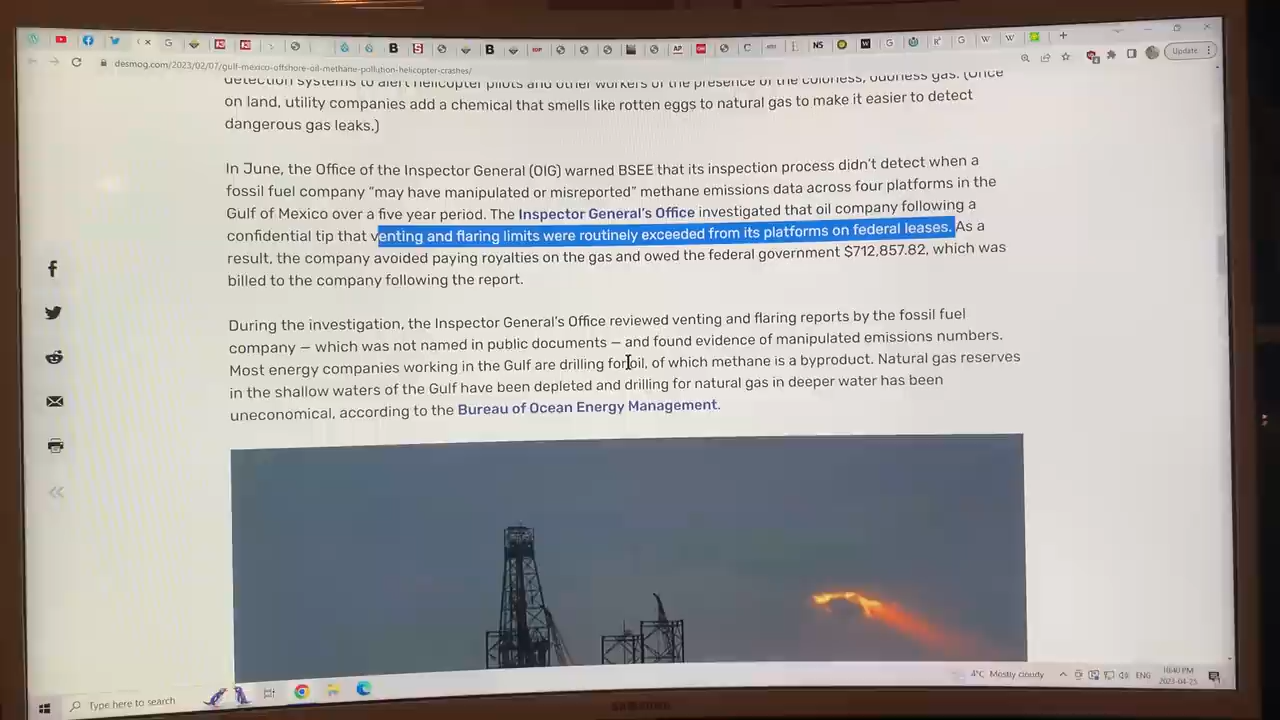 desmog.com/2023/02/07/gulf-mexico-offshore-oil-methane-pollution-helicopter-crashes/
Update
detection systems to alert helicopter pilots and other workers of the presence of the colorless, odorless gas. (Once
on land, utility companies add a chemical that smells like rotten eggs to natural gas to make it easier to detect
dangerous gas leaks.)
In June, the Office of the Inspector General (OIG) warned BSEE that its inspection process didn't detect when a
fossil fuel company “may have manipulated or misreported” methane emissions data across four platforms in the
Gulf of Mexico over a five year period. The Inspector General's Office investigated that oil company following a
confidential tip that venting and flaring limits were routinely exceeded from its platforms on federal leases. As a
result, the company avoided paying royalties on the gas and owed the federal government $712,857.82, which was
billed to the company following the report.
During the investigation, the Inspector General's Office reviewed venting and flaring reports by the fossil fuel
company — which was not named in public documents — and found evidence of manipulated emissions numbers.
Most energy companies working in the Gulf are drilling for oil, of which methane is a byproduct. Natural gas reserves
in the shallow waters of the Gulf have been depleted and drilling for natural gas in deeper water has been
uneconomical, according to the Bureau of Ocean Energy Management.
Type here to search
4°C Mostly cloudy
ENG
10:40 PM
2023-04-25
SAMSUNG